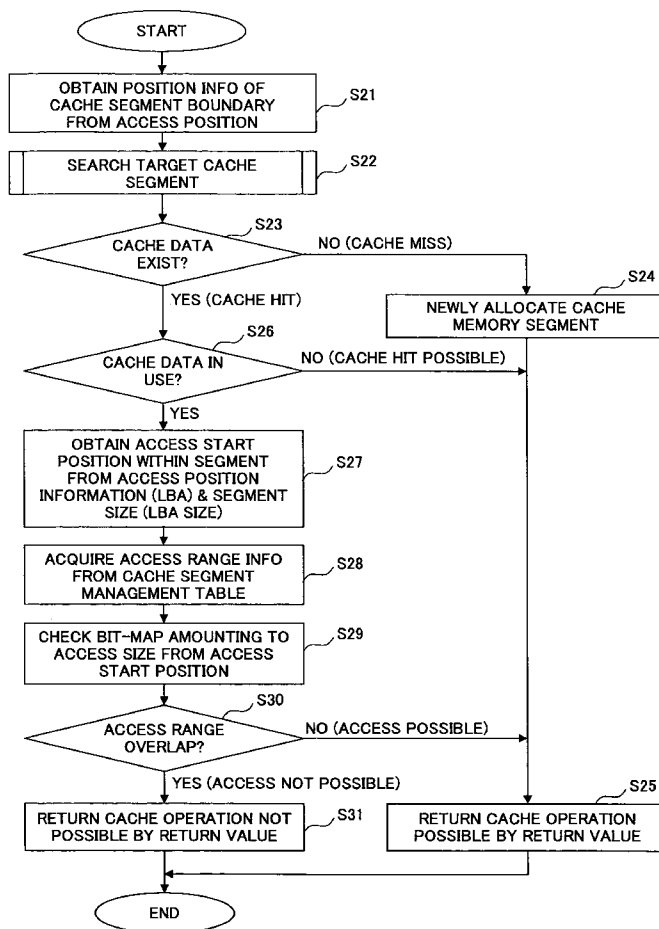 START
OBTAIN POSITION INFO OF
CACHE SEGMENT BOUNDARY
FROM ACCESS POSITION
S21
SEARCH TARGET CACHE
SEGMENT
S22
S23
CACHE DATA
EXIST?
NO (CACHE MISS)
S24
NEWLY ALLOCATE CACHE
MEMORY SEGMENT
YES (CACHE HIT)
S26
CACHE DATA IN
USE?
NO (CACHE HIT POSSIBLE)
YES
OBTAIN ACCESS START
POSITION WITHIN SEGMENT
FROM ACCESS POSITION
INFORMATION (LBA) & SEGMENT
SIZE (LBA SIZE)
S27
ACQUIRE ACCESS RANGE INFO
FROM CACHE SEGMENT
MANAGEMENT TABLE
S28
CHECK BIT-MAP AMOUNTING TO
ACCESS SIZE FROM ACCESS
START POSITION
S29
S30
ACCESS RANGE
OVERLAP?
NO (ACCESS POSSIBLE)
YES (ACCESS NOT POSSIBLE)
RETURN CACHE OPERATION NOT
POSSIBLE BY RETURN VALUE
S31
S25
RETURN CACHE OPERATION
POSSIBLE BY RETURN VALUE
END